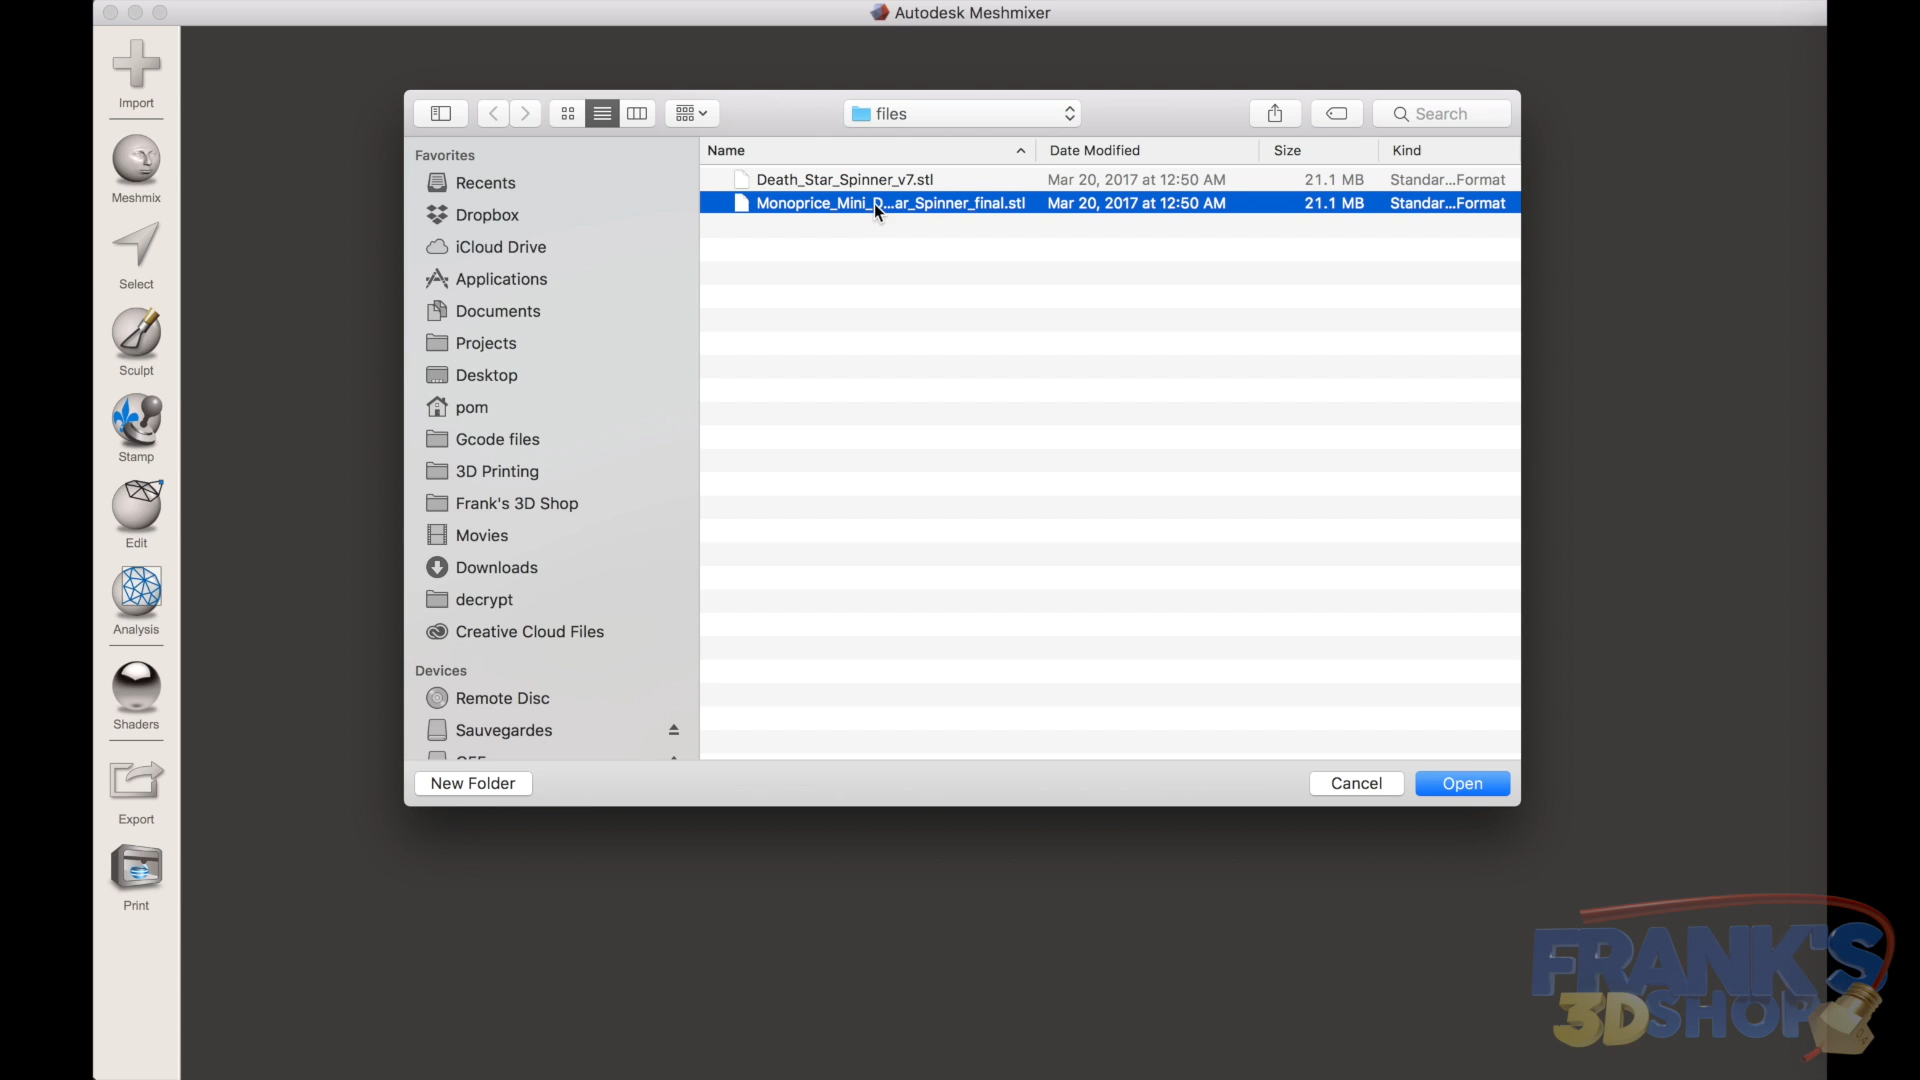 Autodesk Meshmixer
Import
Meshmix
Select
Sculpt
Stamp
Edit
Analysis
Shaders
Export
Print
files
Search
Favorites
Recents
Dropbox
iCloud Drive
Applications
Documents
Projects
Desktop
pom
Gcode files
3D Printing
Frank's 3D Shop
Movies
Downloads
decrypt
Creative Cloud Files
Devices
Remote Disc
Sauvegardes
Name Date Modified Size Kind
Death_Star_Spinner_v7.stl Mar 20, 2017 at 12:50 AM 21.1 MB Standar...Format
Monoprice_Mini_D...ar_Spinner_final.stl Mar 20, 2017 at 12:50 AM 21.1 MB Standar...Format
New Folder Cancel Open
FRANK'S
3DSHOP